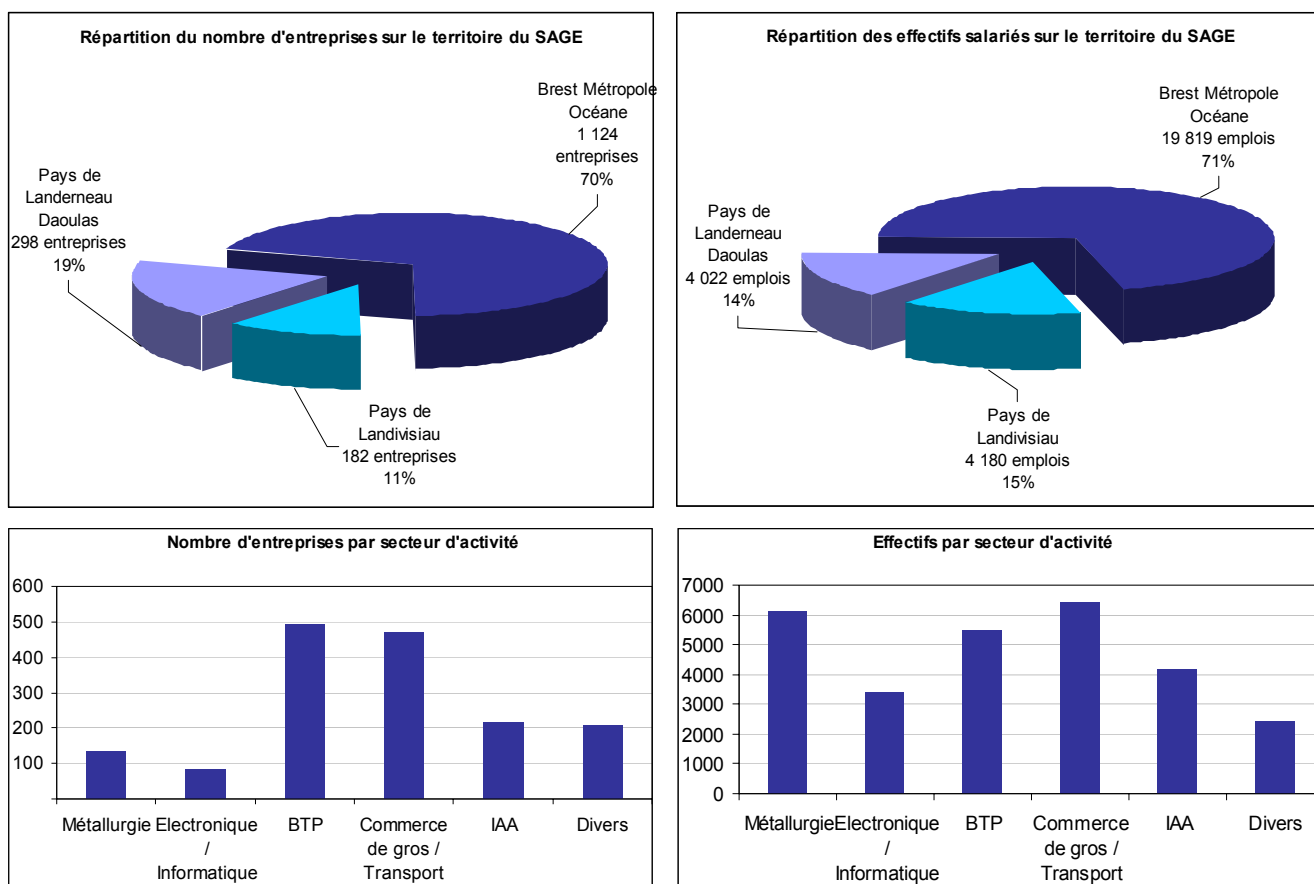 Répartition du nombre d'entreprises sur le territoire du SAGE
Brest Métropole
Océane
1 124
entreprises
70%
Pays de
Landerneau
Daoulas
298 entreprises
19%
Pays de
Landivisiau
182 entreprises
11%
Répartition des effectifs salariés sur le territoire du SAGE
Brest Métropole
Océane
19 819 emplois
71%
Pays de
Landerneau
Daoulas
4 022 emplois
14%
Pays de
Landivisiau
4 180 emplois
15%
Nombre d'entreprises par secteur d'activité
600
500
400
300
200
100
Métallurgie Electronique BTP Commerce IAA Divers
/ de gros /
Informatique Transport
Effectifs par secteur d'activité
7000
6000
5000
4000
3000
2000
1000
0
Métallurgie Electronique BTP Commerce IAA Divers
/ de gros /
Informatique Transport